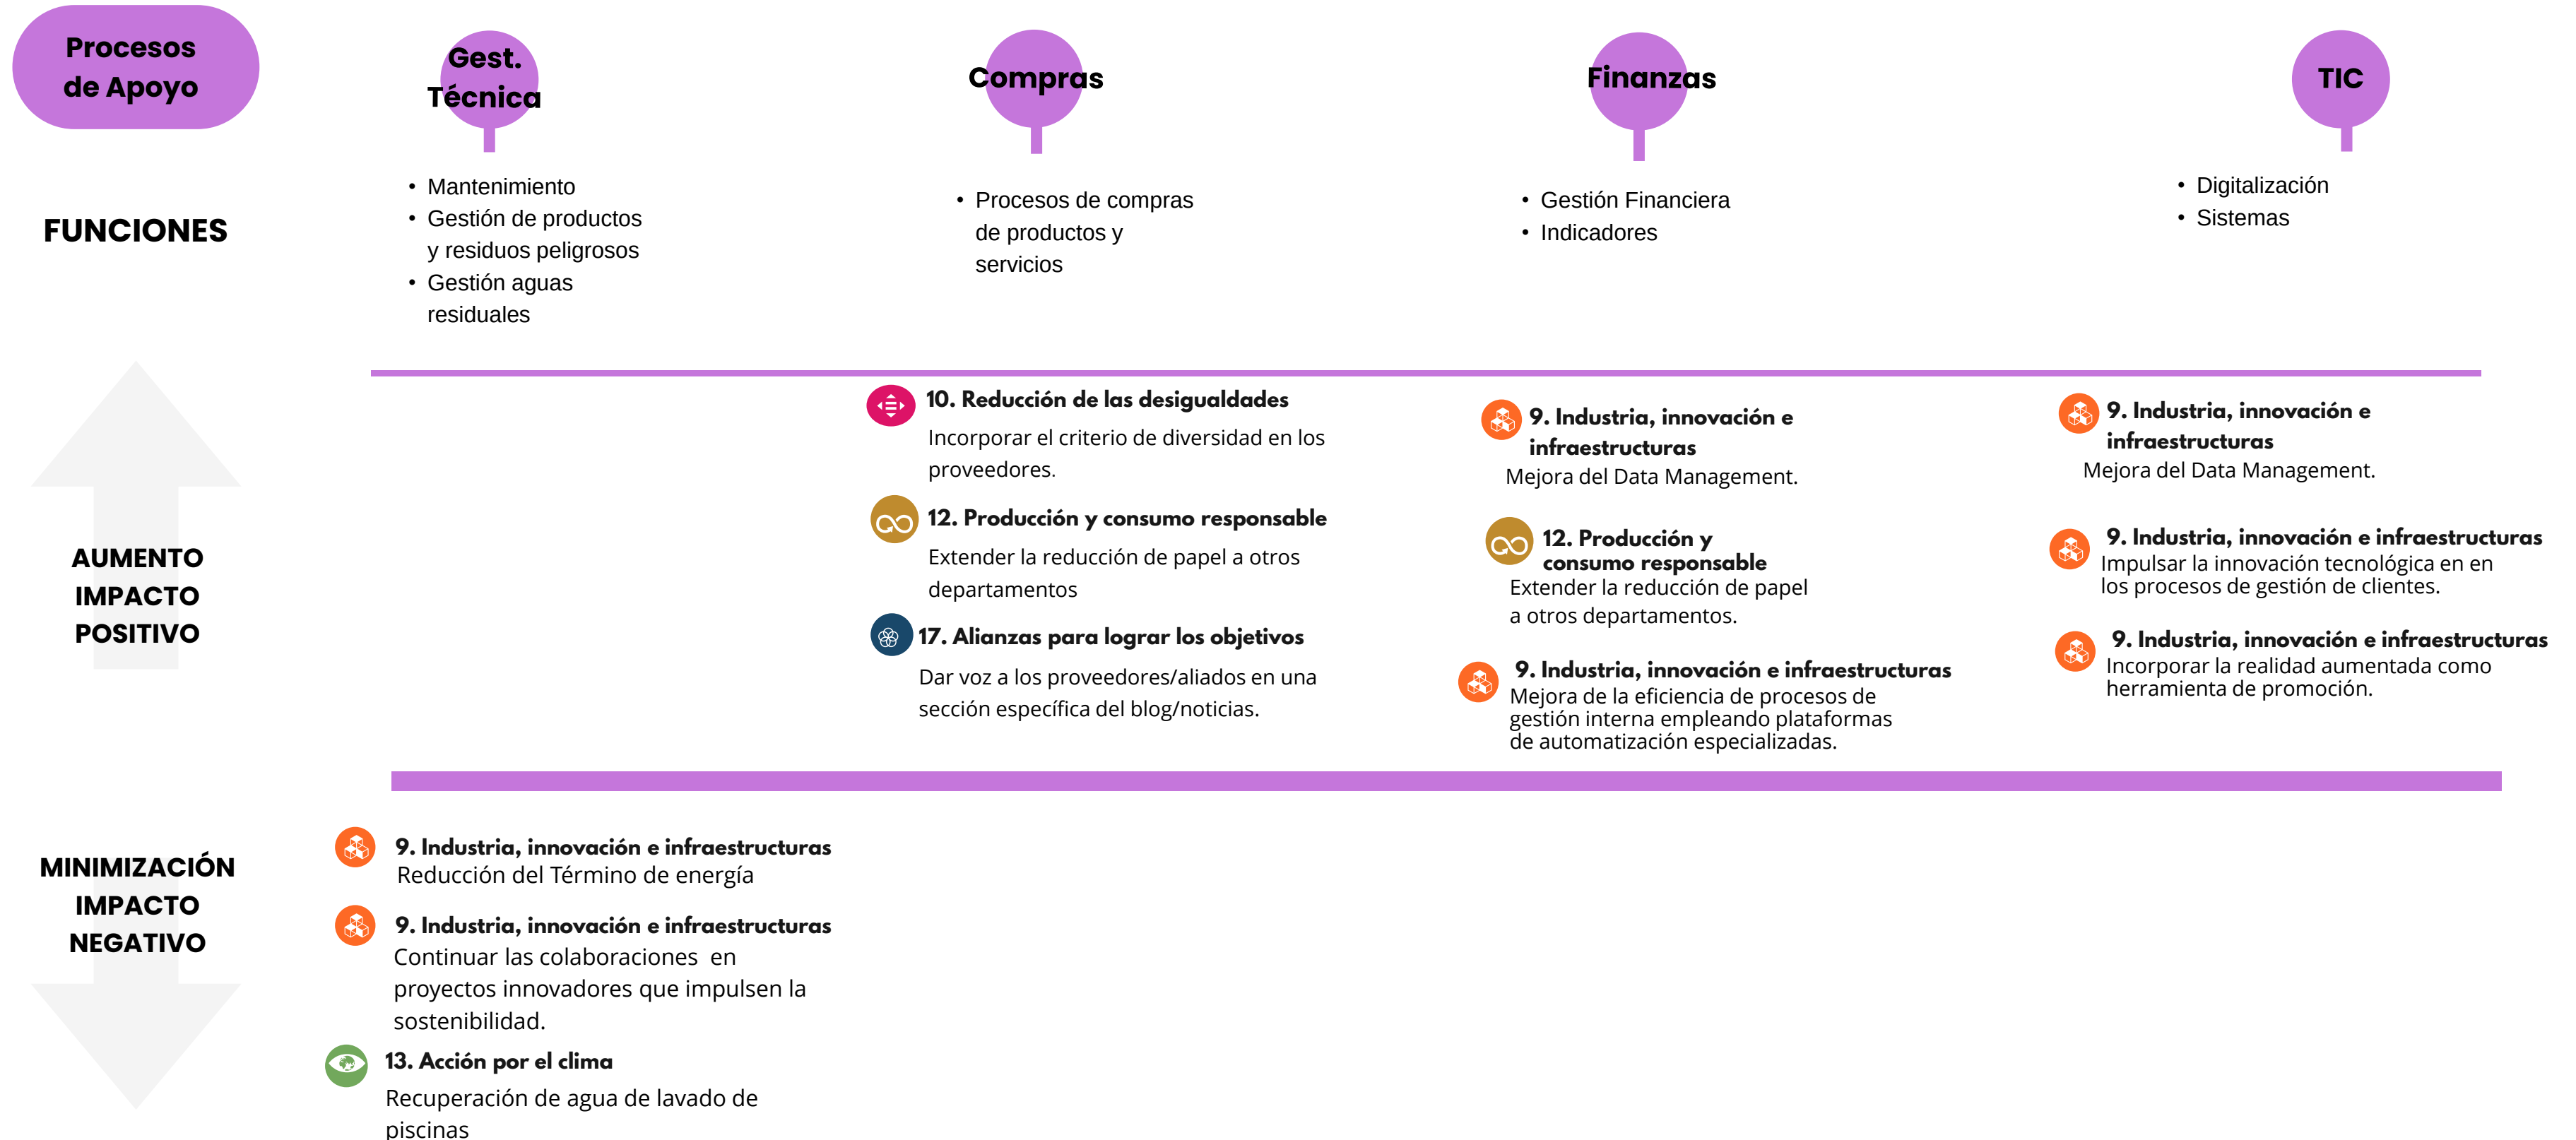 Procesos
de Apoyo
Gest.
Técnica
Compras
Finanzas
TIC
FUNCIONES
• Mantenimiento
• Gestión de productos
y residuos peligrosos
• Gestión aguas
residuales
• Procesos de compras
de productos y
servicios
• Gestión Financiera
• Indicadores
• Digitalización
• Sistemas
AUMENTO
IMPACTO
POSITIVO
10. Reducción de las desigualdades
Incorporar el criterio de diversidad en los
proveedores.
12. Producción y consumo responsable
Extender la reducción de papel a otros
departamentos
17. Alianzas para lograr los objetivos
Dar voz a los proveedores/aliados en una
sección específica del blog/noticias.
9. Industria, innovación e
infraestructuras
Mejora del Data Management.
12. Producción y
consumo responsable
Extender la reducción de papel
a otros departamentos.
9. Industria, innovación e infraestructuras
Mejora de la eficiencia de procesos de
gestión interna empleando plataformas
de automatización especializadas.
9. Industria, innovación e
infraestructuras
Mejora del Data Management.
9. Industria, innovación e infraestructuras
Impulsar la innovación tecnológica en en
los procesos de gestión de clientes.
9. Industria, innovación e infraestructuras
Incorporar la realidad aumentada como
herramienta de promoción.
MINIMIZACIÓN
IMPACTO
NEGATIVO
9. Industria, innovación e infraestructuras
Reducción del Término de energía
9. Industria, innovación e infraestructuras
Continuar las colaboraciones  en
proyectos innovadores que impulsen la
sostenibilidad.
13. Acción por el clima
Recuperación de agua de lavado de
piscinas